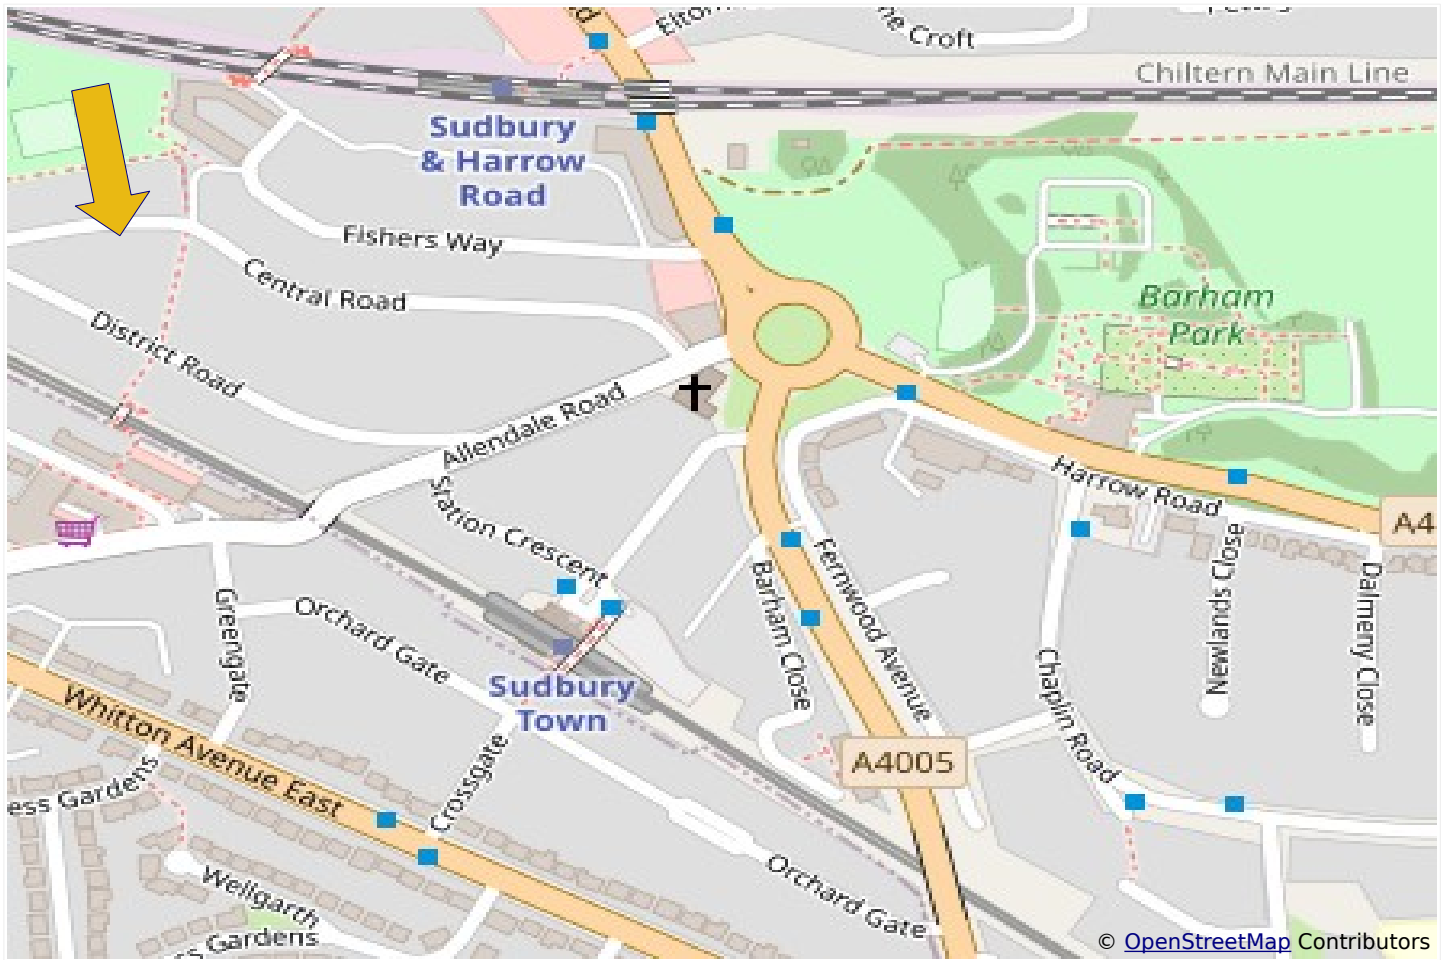 Croft
Chiltern Main Line
Sudbury
& Harrow
Road
Fishers Way
Central Road
Barham
Park
District Road
Allendale Road
Harrow Road
A4
Station Crescent
Newlands Close
Dalmeny Close
Fernwood Avenue
Barham Close
Greengate
Orchard Gate
Chaplin Road
Sudbury
Town
Whitton Avenue East
Crossgate
A4005
ess Gardens
Orchard Gate
Wellgarth
ss Gardens
© OpenStreetMap Contributors